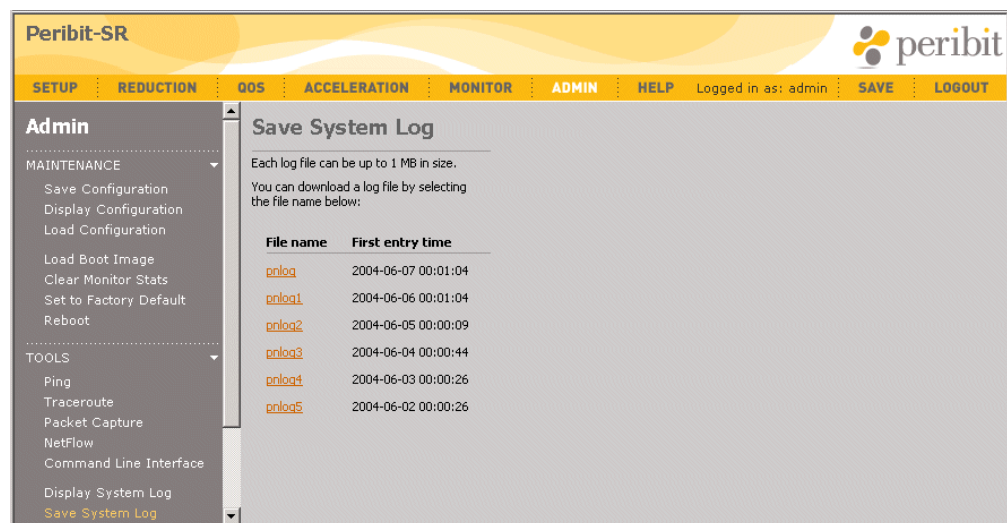 Peribit-SR
peribit
SETUP REDUCTION QOS ACCELERATION MONITOR ADMIN HELP Logged in as: admin SAVE LOGOUT
Admin
MAINTENANCE
Save Configuration
Display Configuration
Load Configuration
Load Boot Image
Clear Monitor Stats
Set to Factory Default
Reboot
TOOLS
Ping
Traceroute
Packet Capture
NetFlow
Command Line Interface
Display System Log
Save System Log
Save System Log
Each log file can be up to 1 MB in size.
You can download a log file by selecting
the file name below:
File name First entry time
pnlog 2004-06-07 00:01:04
pnlog1 2004-06-06 00:01:04
pnlog2 2004-06-05 00:00:09
pnlog3 2004-06-04 00:00:44
pnlog4 2004-06-03 00:00:26
pnlog5 2004-06-02 00:00:26